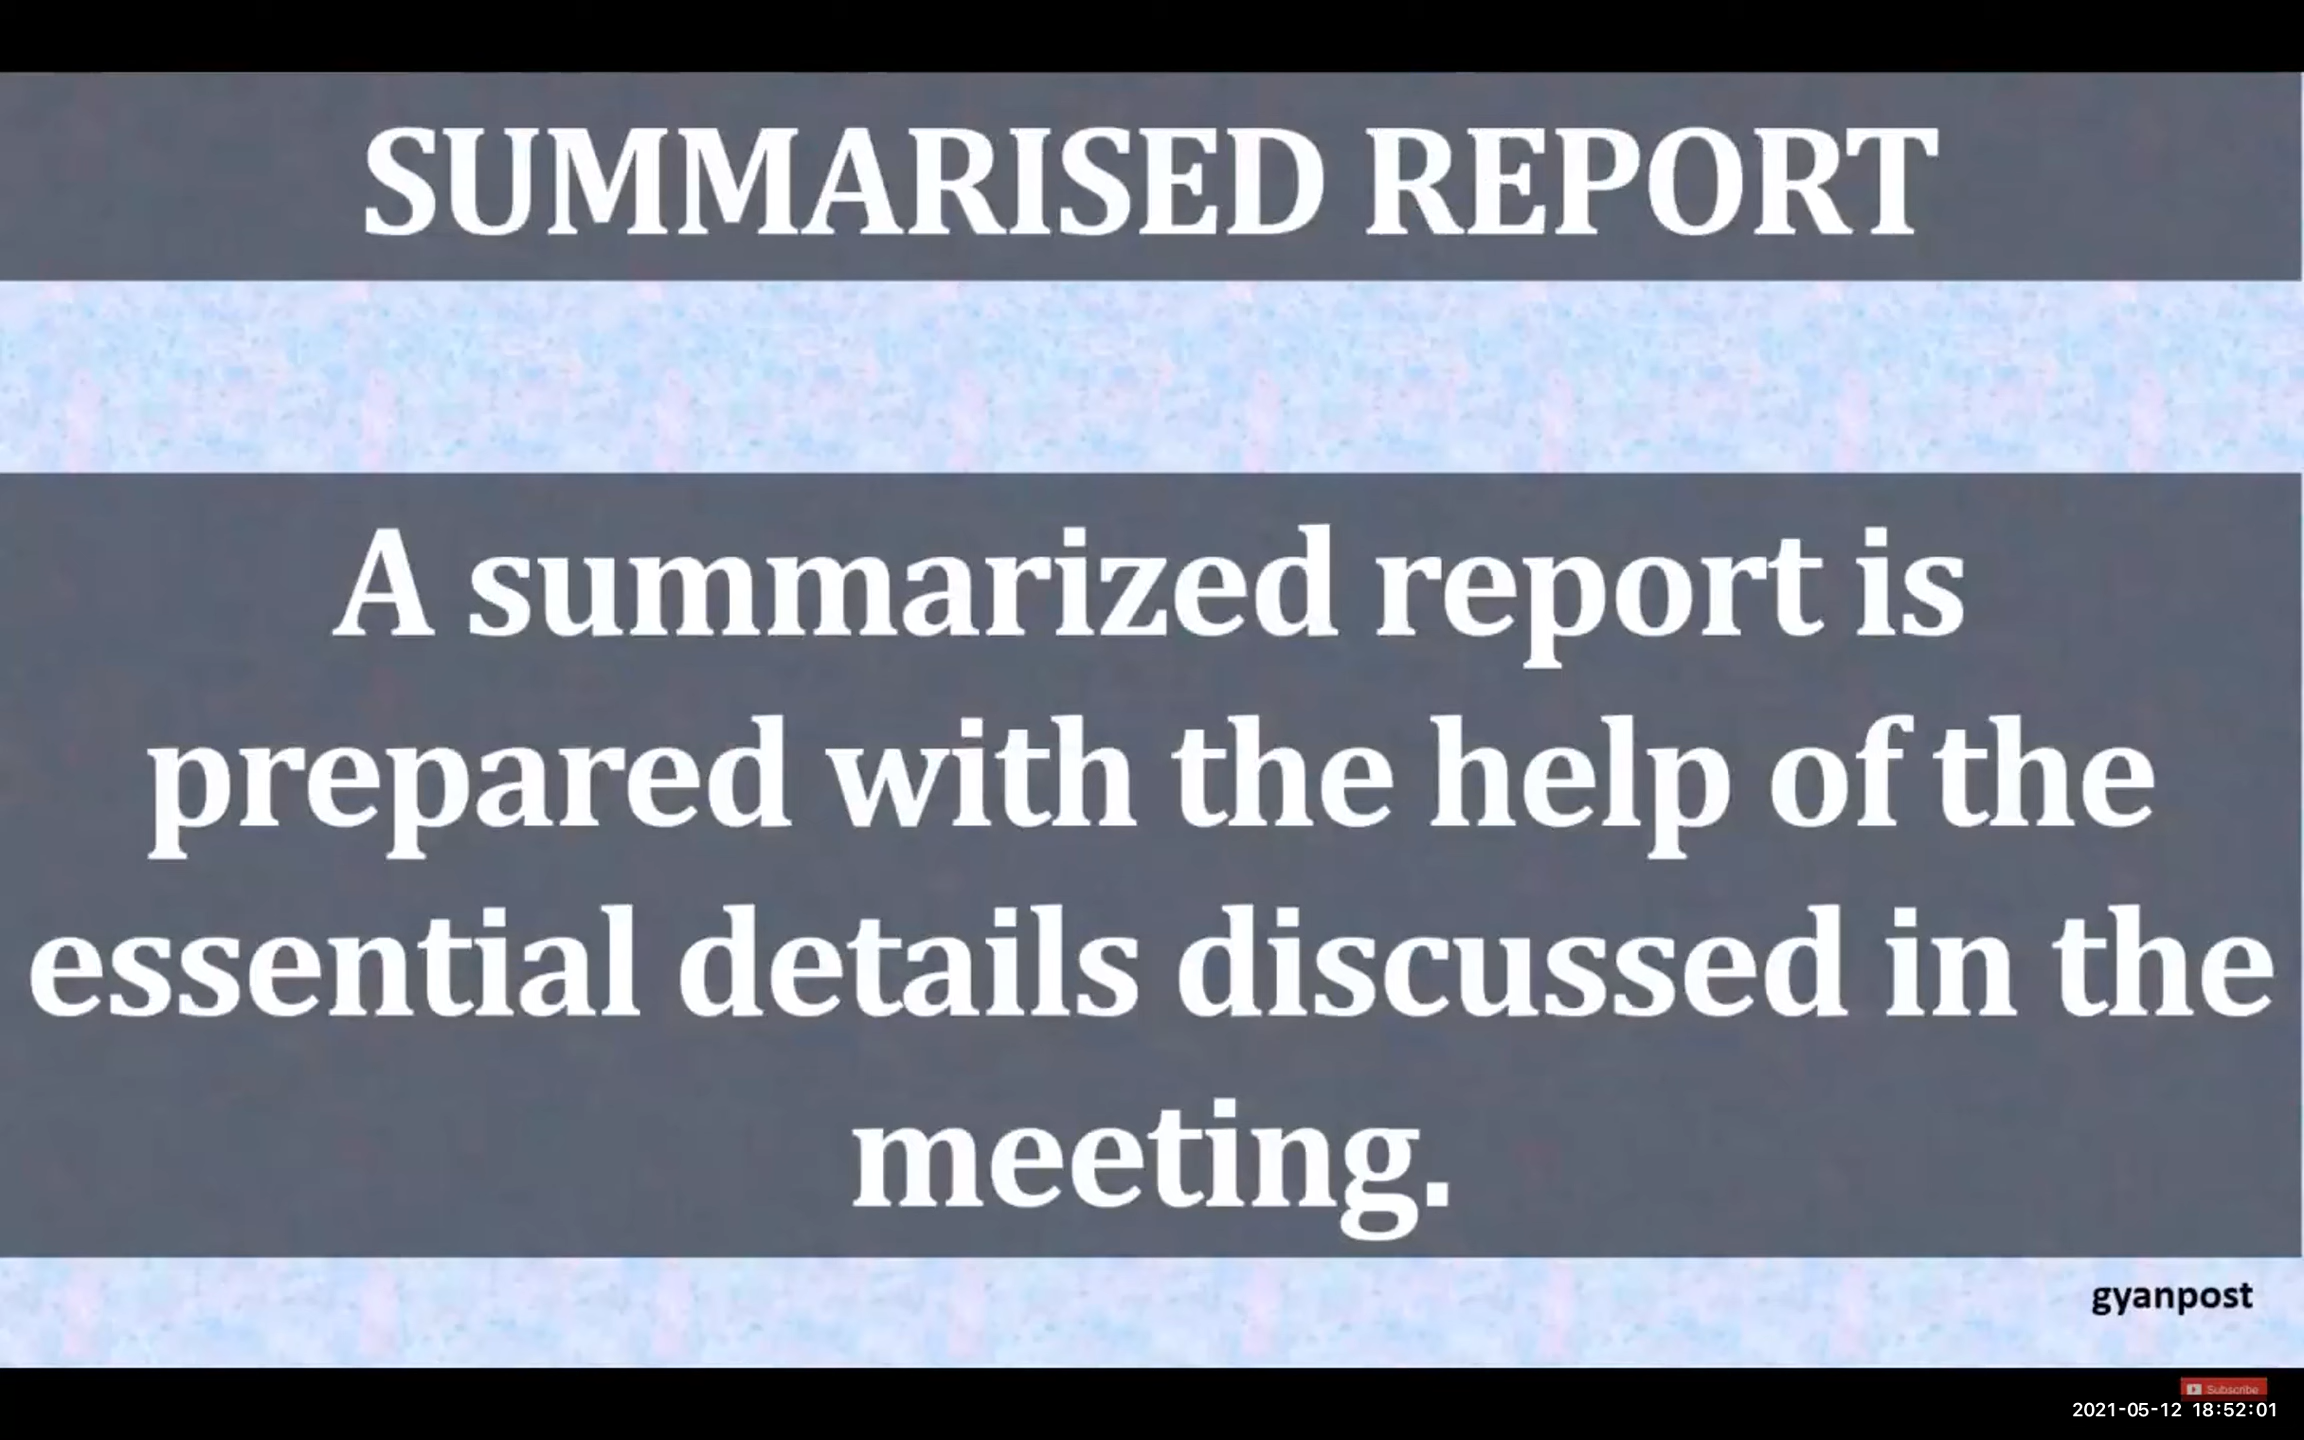 SUMMARISED REPORT
A summarized report is
prepared with the help of the
essential details discussed in the
meeting.
gyanpost
Subscribe
2021-05-12 18:52:01